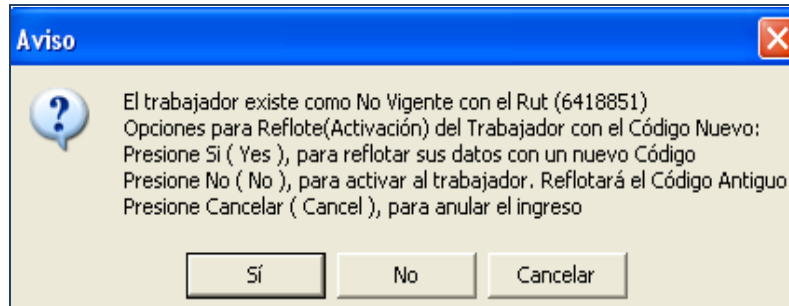 Aviso
El trabajador existe como No Vigente con el Rut (6418851)
Opciones para Reflote(Activación) del Trabajador con el Código Nuevo:
Presione Si ( Yes ), para reflotar sus datos con un nuevo Código
Presione No ( No ), para activar al trabajador. Reflotará el Código Antiguo
Presione Cancelar ( Cancel ), para anular el ingreso
Sí
No
Cancelar